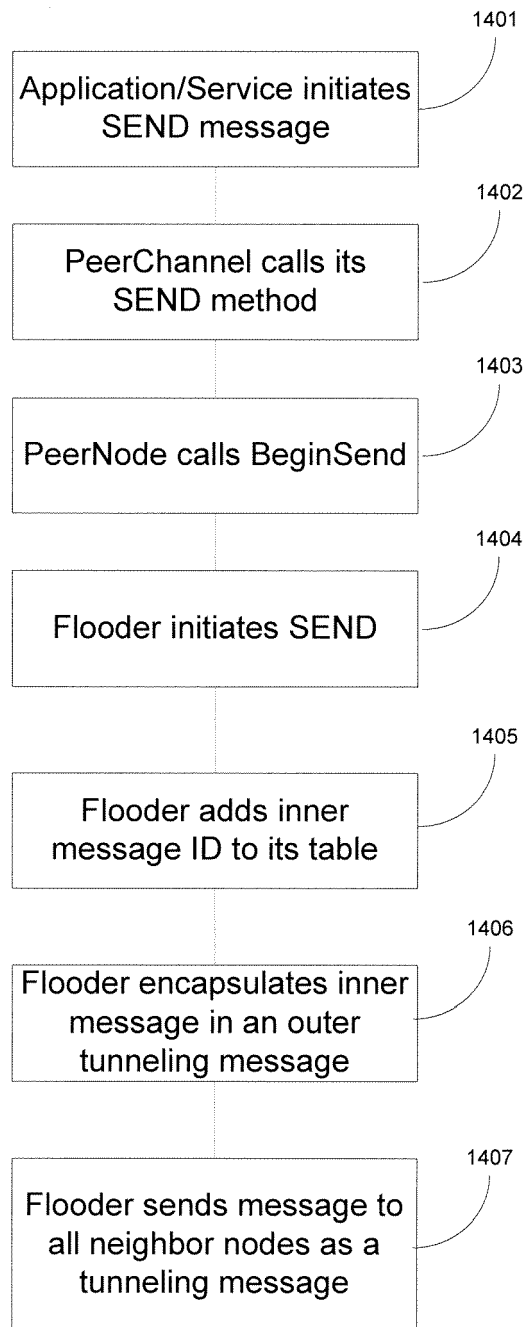 1401
Application/Service initiates
SEND message
1402
PeerChannel calls its
SEND method
1403
PeerNode calls BeginSend
1404
Flooder initiates SEND
1405
Flooder adds inner
message ID to its table
1406
Flooder encapsulates inner
message in an outer
tunneling message
1407
Flooder sends message to
all neighbor nodes as a
tunneling message